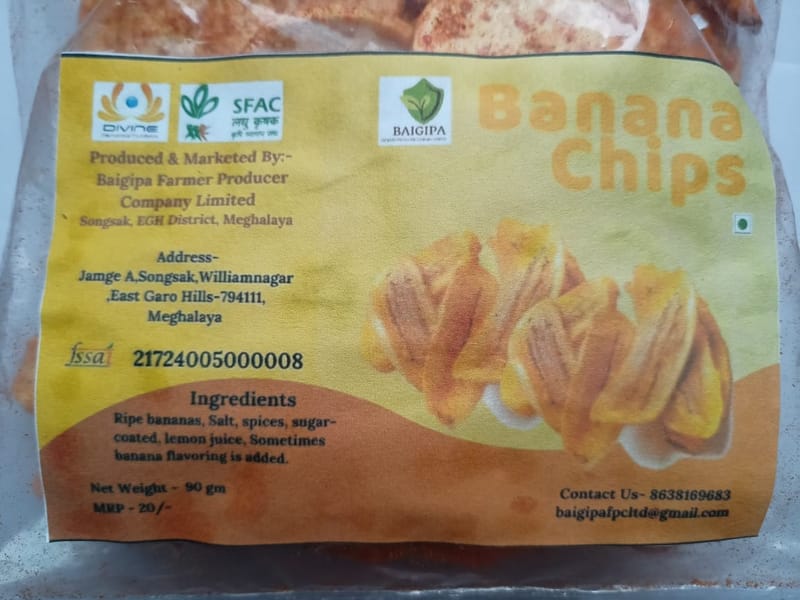 DIVINE
SFAC
लघु कृषक
कृषि व्यापार संघ
BAIGIPA
Banana
Chips
Produced & Marketed By:-
Baigipa Farmer Producer
Company Limited
Songsak, EGH District, Meghalaya
Address-
Jamge A,Songsak,Williamnagar
,East Garo Hills-794111,
Meghalaya
fssai
21724005000008
Ingredients
Ripe bananas, Salt, spices, sugar-
coated, lemon juice, Sometimes
banana flavoring is added.
Net Weight - 90 gm
MRP - 20/-
Contact Us- 8638169683
baigipafpcltd@gmail.com